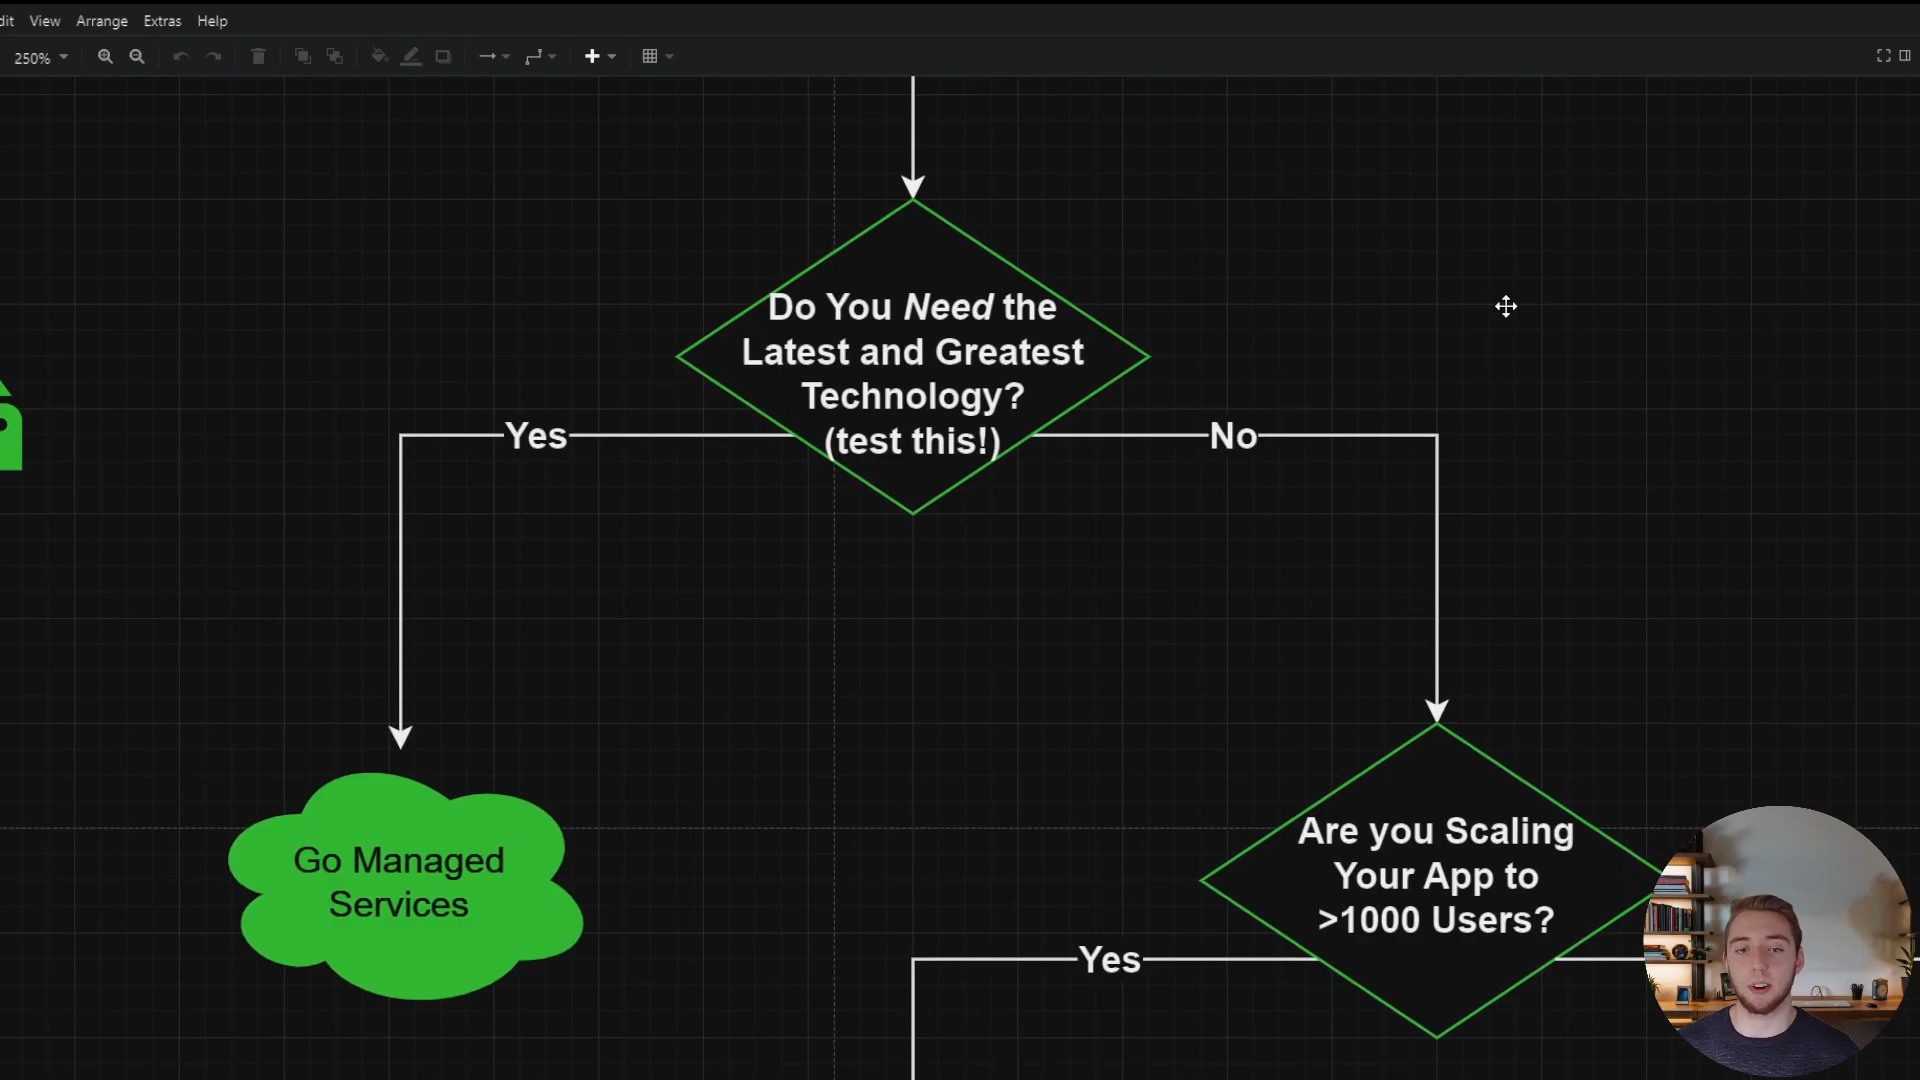 dit View Arrange Extras Help
250%
Do You Need the
Latest and Greatest
Technology?
(test this!)
Yes
No
Go Managed
Services
Are you Scaling
Your App to
>1000 Users?
Yes